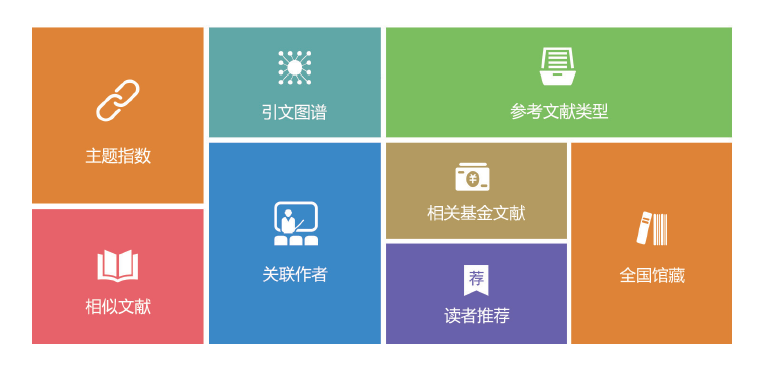 主题指数
引文图谱
参考文献类型
相似文献
关联作者
¥
相关基金文献
荐
读者推荐
全国馆藏